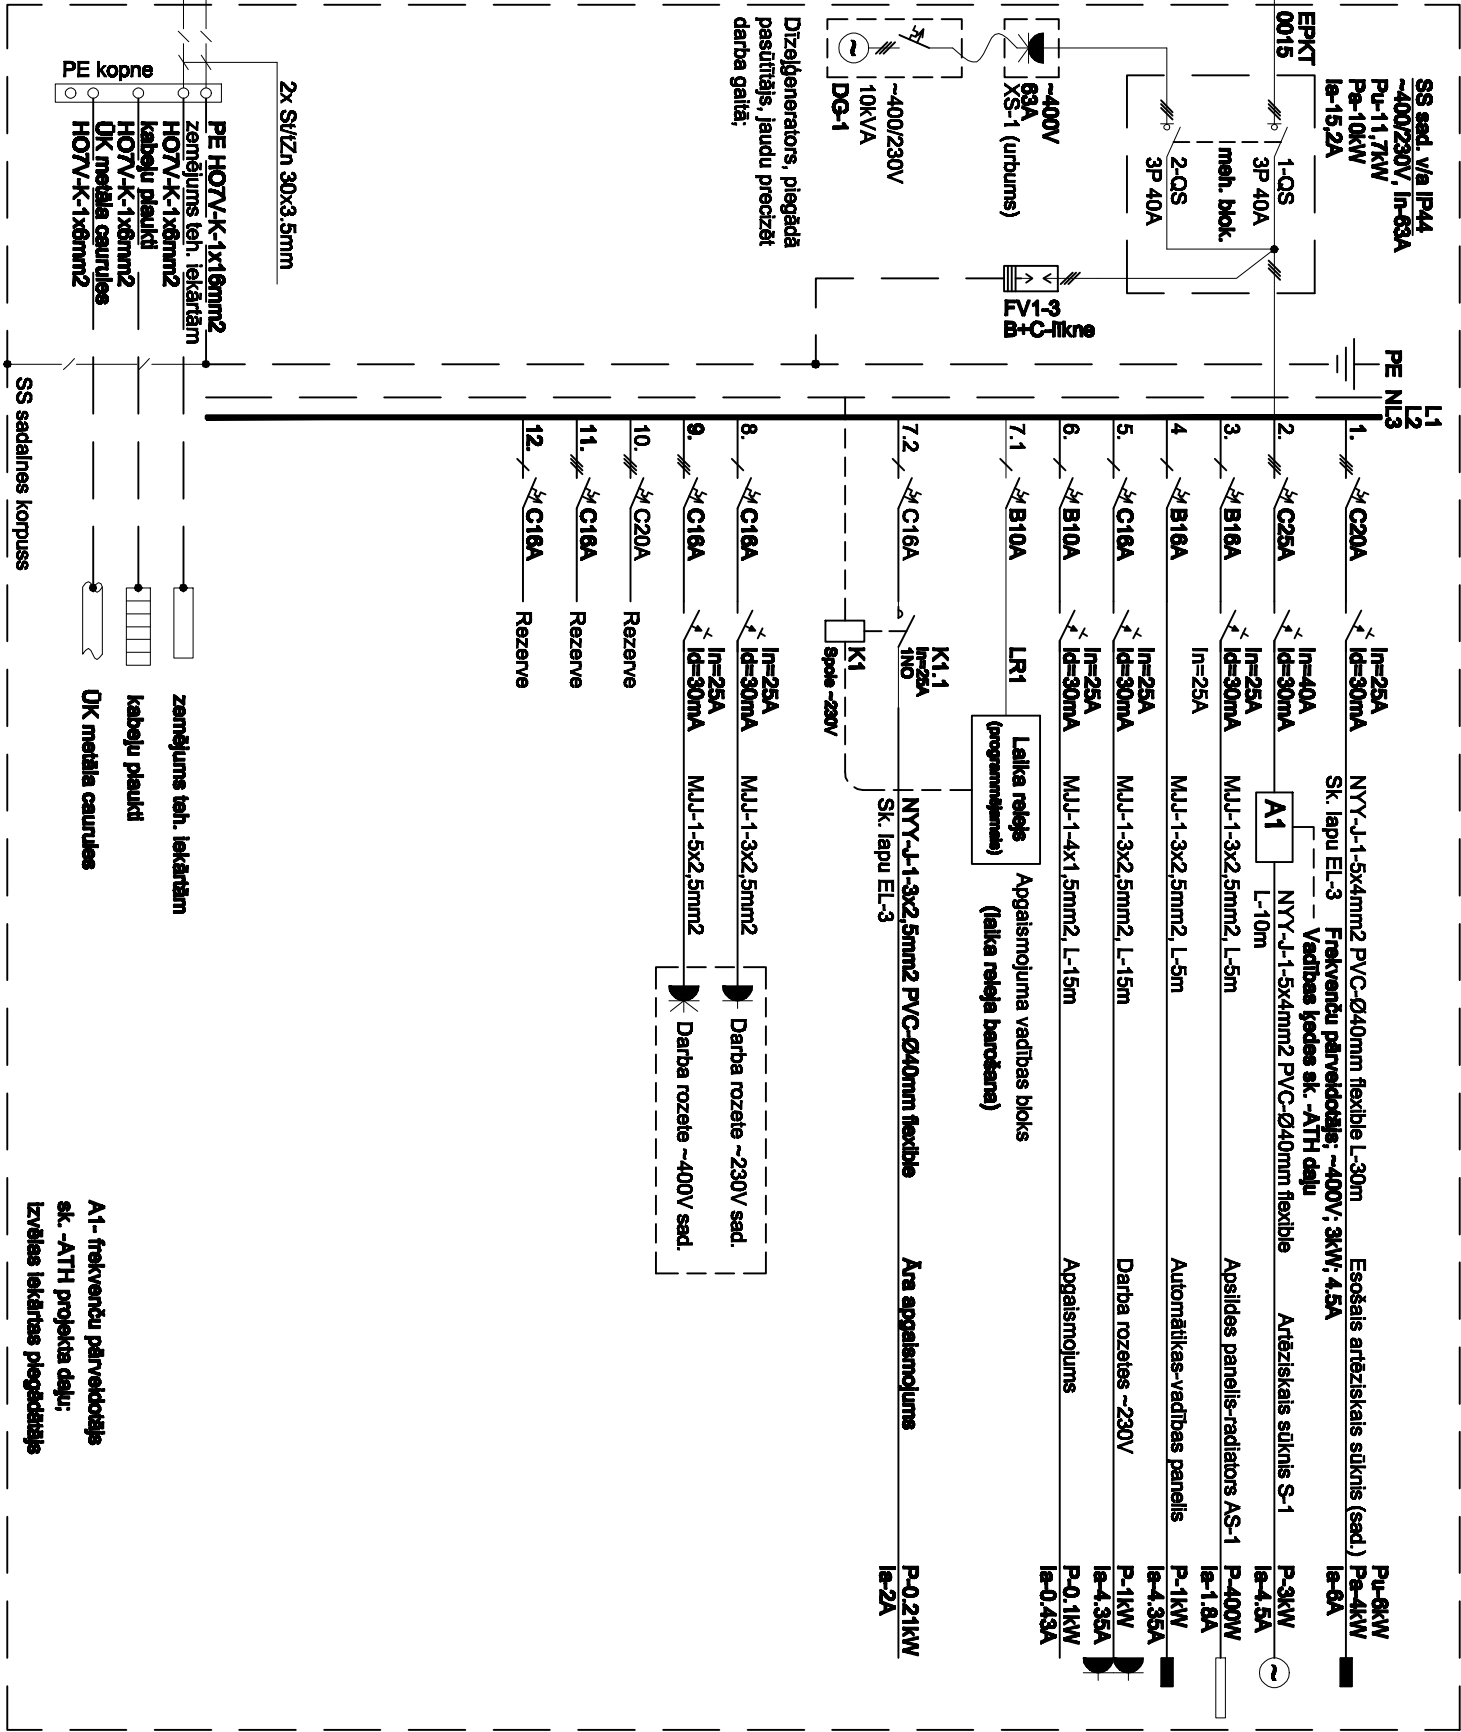 EPKT
0015
SS sad. v/a IP44
~400/230V, In-63A
Pu-11,7kW
Pa-10kW
Ia-15,2A
1-QS
3P 40A
meh. blok.
2-QS
3P 40A
~400V
63A
XS-1 (urbums)
~400/230V
10kVA
DG-1
Dīzeļģenerators, piegādā
pasūtītājs, jaudu precizēt
darba gaitā;
FV1-3
B+C-līkne
2x St/tZn 30x3.5mm
PE kopne
PE HO7V-K-1x16mm2
zemējums teh. iekārtām
HO7V-K-1x6mm2
kabeļu plaukti
HO7V-K-1x6mm2
ŪK metāla caurules
HO7V-K-1x6mm2
SS sadalnes korpuss
L1
L2
L3
N
PE
1.
C20A
In=25A
Id=30mA
NYY-J-1-5x4mm2 PVC-Ø40mm flexible L-30m
Sk. lapu EL-3
Esošais artēziskais sūknis (sad.)
Pu-6kW
Pa-4kW
Ia-6A
2.
C25A
In=40A
Id=30mA
A1
Frekvenču pārveidotājs; ~400V; 3kW; 4.5A
Vadības ķedes sk. -ATH daļu
NYY-J-1-5x4mm2 PVC-Ø40mm flexible
L-10m
Artēziskais sūknis S-1
P-3kW
Ia-4.5A
~
3.
B16A
In=25A
Id=30mA
MJJ-1-3x2,5mm2, L-5m
Apsildes panelis-radiators AS-1
P-400W
Ia-1.8A
4
B16A
In=25A
MJJ-1-3x2,5mm2, L-5m
Automātikas-vadības panelis
P-1kW
Ia-4.35A
5.
C16A
In=25A
Id=30mA
MJJ-1-3x2,5mm2, L-15m
Darba rozetes ~230V
P-1kW
Ia-4.35A
6.
B10A
In=25A
Id=30mA
MJJ-1-4x1,5mm2, L-15m
Apgaismojums
P-0.1kW
Ia-0.43A
7.1
B10A
LR1
Laika relejs
(programmējamais)
Apgaismojuma vadības bloks
(laika releja barošana)
7.2
C16A
K1.1
In=25A
1NO
K1
Spole ~230V
NYY-J-1-3x2,5mm2 PVC-Ø40mm flexible
Sk. lapu EL-3
Āra apgaismojums
P-0.21kW
Ia-2A
8.
C16A
In=25A
Id=30mA
MJJ-1-3x2,5mm2
Darba rozete ~230V sad.
9.
C16A
In=25A
Id=30mA
MJJ-1-5x2,5mm2
Darba rozete ~400V sad.
10.
C20A
Rezerve
11.
C16A
Rezerve
12.
C16A
Rezerve
zemējums teh. iekārtām
kabeļu plaukti
ŪK metāla caurules
A1- frekvenču pārveidotājs
sk. -ATH projekta daļu;
izvēlas iekārtas piegādātājs